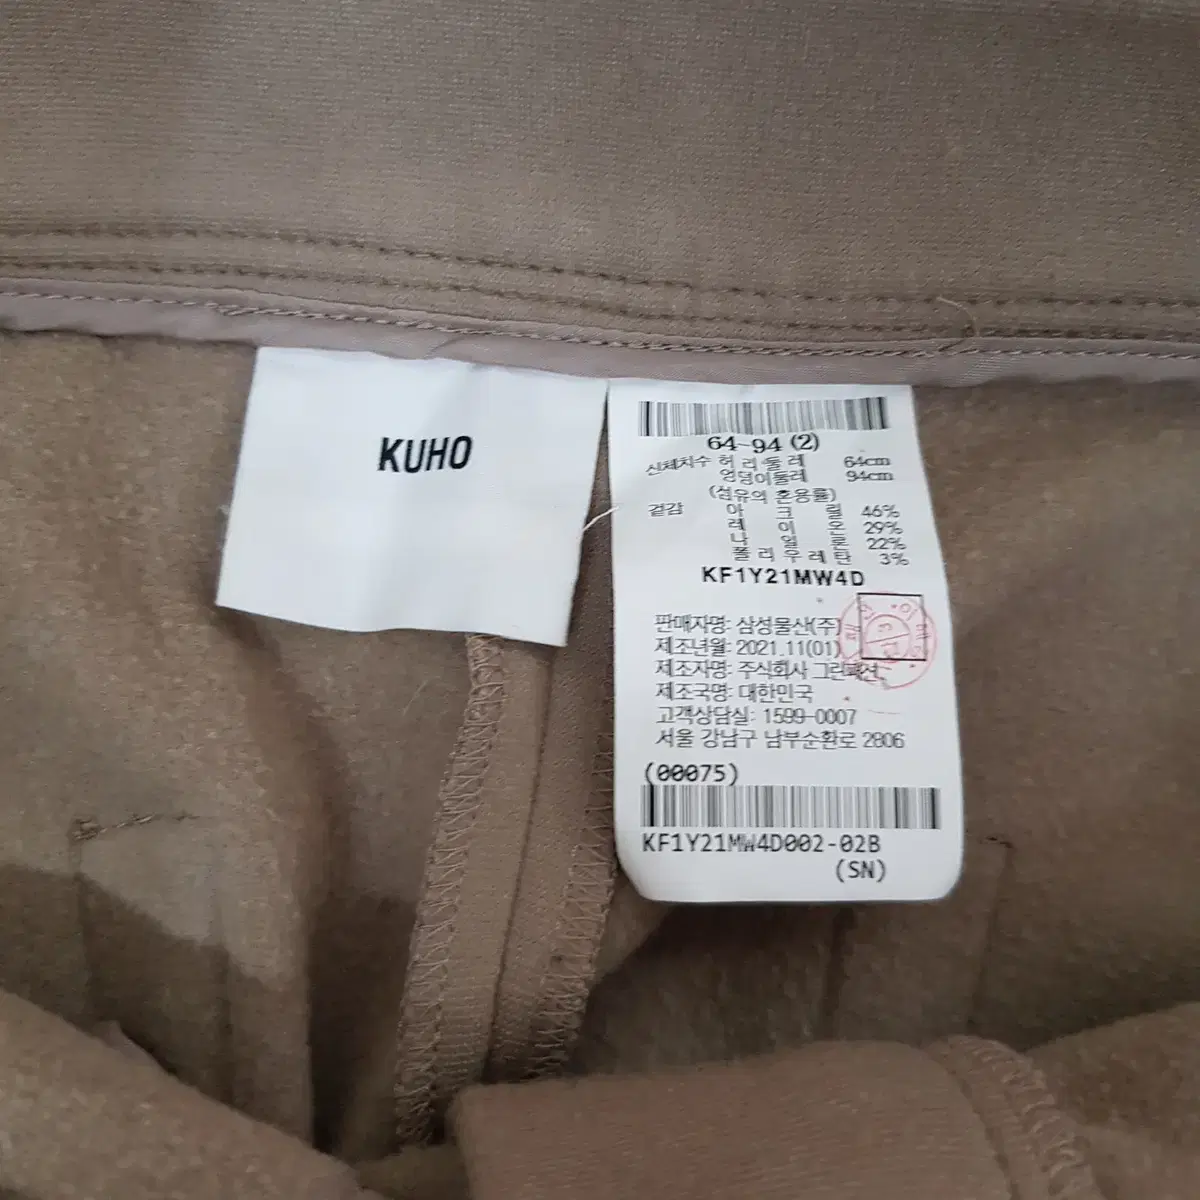 KUHO
64-94 (2)
신체치수 허리둘레 64cm
엉덩이둘레 94cm
(섬유의 혼용률)
겉감 아크릴 46%
레이온 29%
나일론 22%
폴리우레탄 3%
KF1Y21MW4D
판매자명: 삼성물산(주)
제조년월: 2021.11(01)
제조자명: 주식회사 그린패션
제조국명: 대한민국
고객상담실: 1599-0007
서울 강남구 남부순환로 2806
(00075)
KF1Y21MW4D002-02B
(SN)